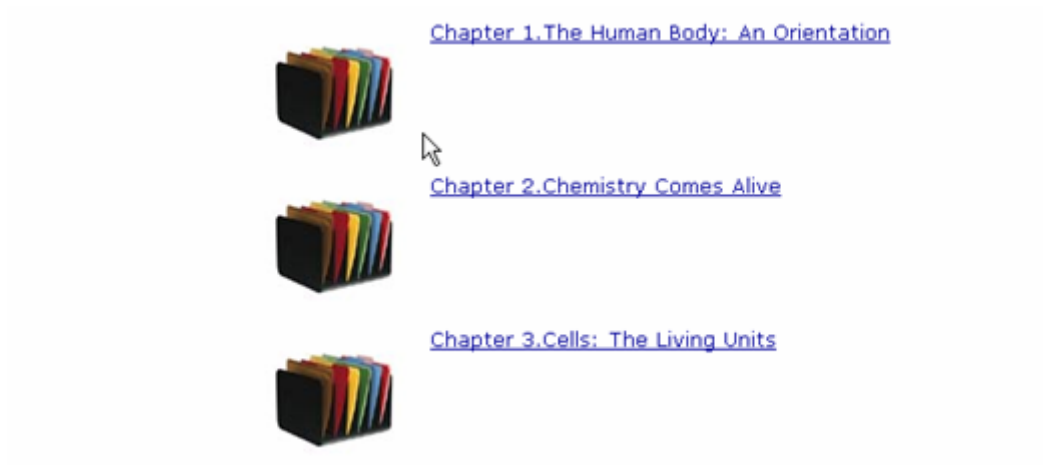 Chapter 1.The Human Body: An Orientation
Chapter 2.Chemistry Comes Alive
Chapter 3.Cells: The Living Units